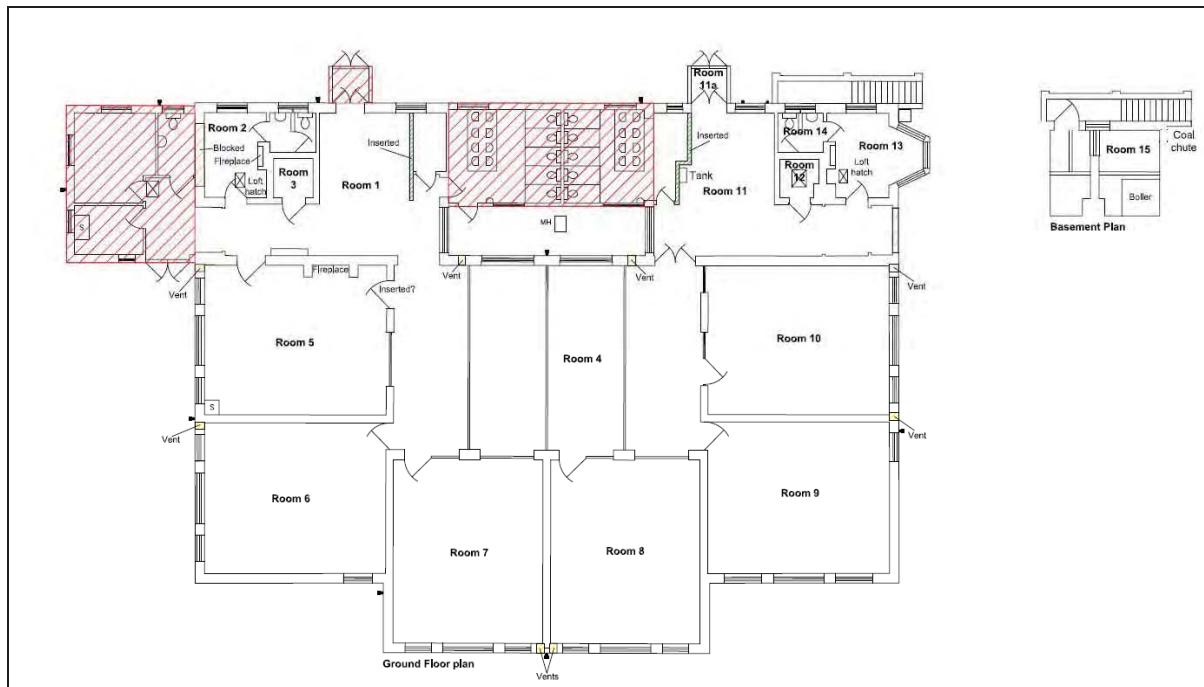 Room
11a
Room 2
Blocked
Fireplace
Loft
hatch
Room
3
Inserted
Room 1
Inserted
Tank
Room 11
Room 14
Room
12
Room 13
Loft
hatch
S
MH
Vent
Fireplace
Inserted?
Vent
Vent
Vent
Room 5
Room 4
Room 10
S
Vent
Vent
Room 6
Room 7
Room 8
Room 9
Ground Floor plan
Vents
Room 15
Coal
chute
Boiler
Basement Plan